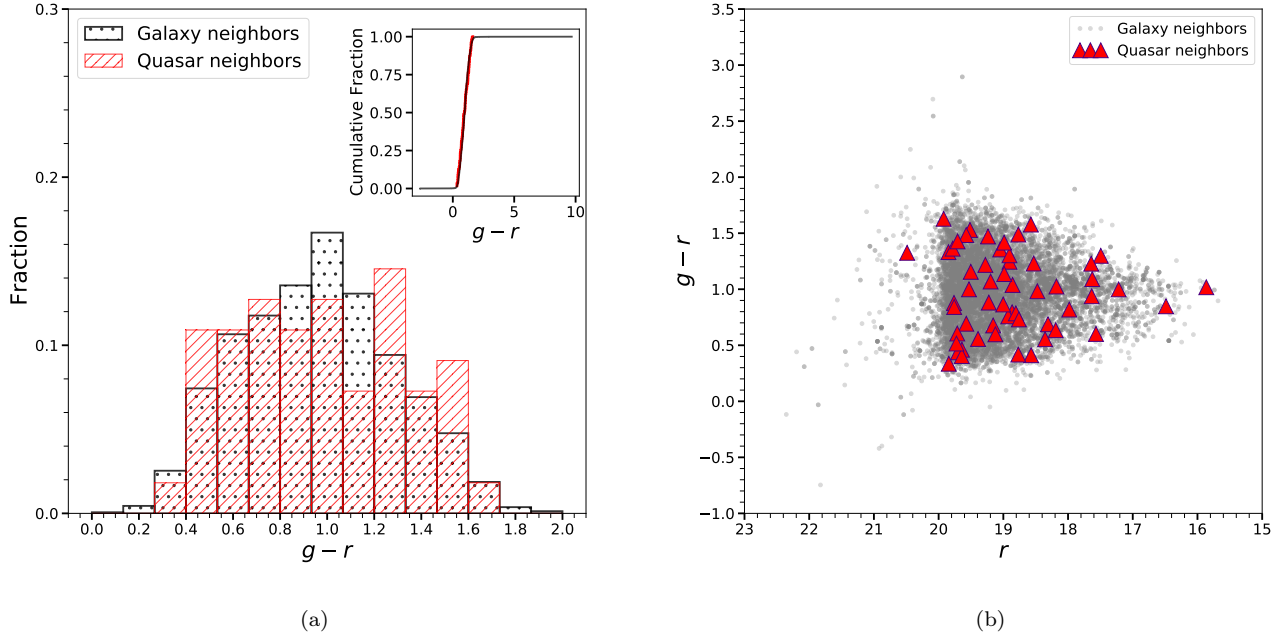 Galaxy neighbors
Quasar neighbors
Fraction
0.3
0.2
0.1
0.0
0.0 0.2 0.4 0.6 0.8 1.0 1.2 1.4 1.6 1.8 2.0
g − r
Cumulative Fraction
1.00
0.75
0.50
0.25
0.00
0 5 10
g − r
(a)
Galaxy neighbors
Quasar neighbors
g − r
3.5
3.0
2.5
2.0
1.5
1.0
0.5
0.0
−0.5
−1.0
23 22 21 20 19 18 17 16 15
r
(b)